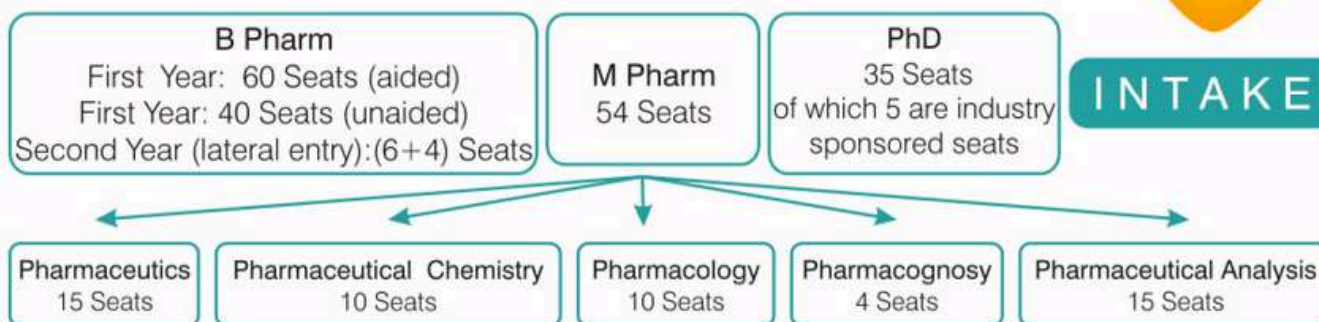 B Pharm
First Year: 60 Seats (aided)
First Year: 40 Seats (unaided)
Second Year (lateral entry):(6+4) Seats
M Pharm
54 Seats
PhD
35 Seats
of which 5 are industry
sponsored seats
INTAKE
Pharmaceutics
15 Seats
Pharmaceutical Chemistry
10 Seats
Pharmacology
10 Seats
Pharmacognosy
4 Seats
Pharmaceutical Analysis
15 Seats